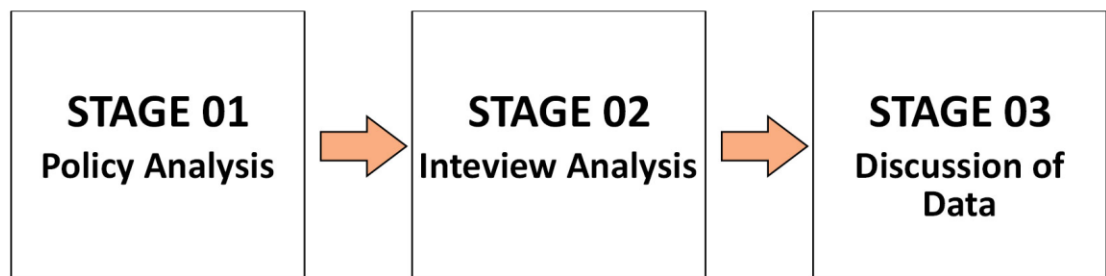 STAGE 01
Policy Analysis
STAGE 02
Inteview Analysis
STAGE 03
Discussion of
Data